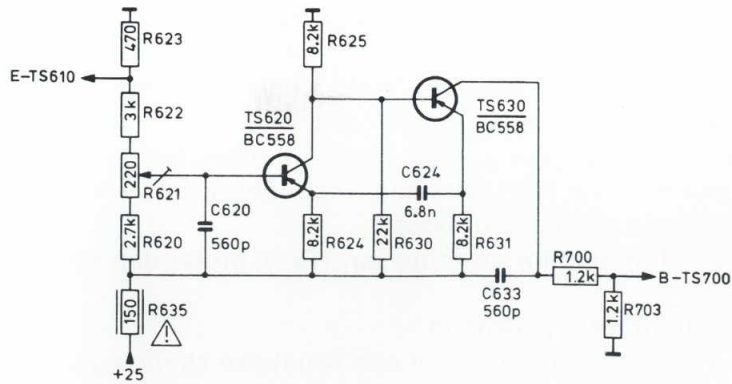 470
R623
8.2k
R625
E-TS610
3k
R622
TS620
BC558
TS630
BC558
220
R621
C624
6.8n
C620
560p
2.7k
R620
8.2k
R624
22k
R630
8.2k
R631
R700
1.2k
B-TS700
C633
560p
150
R635
1.2k
R703
+25